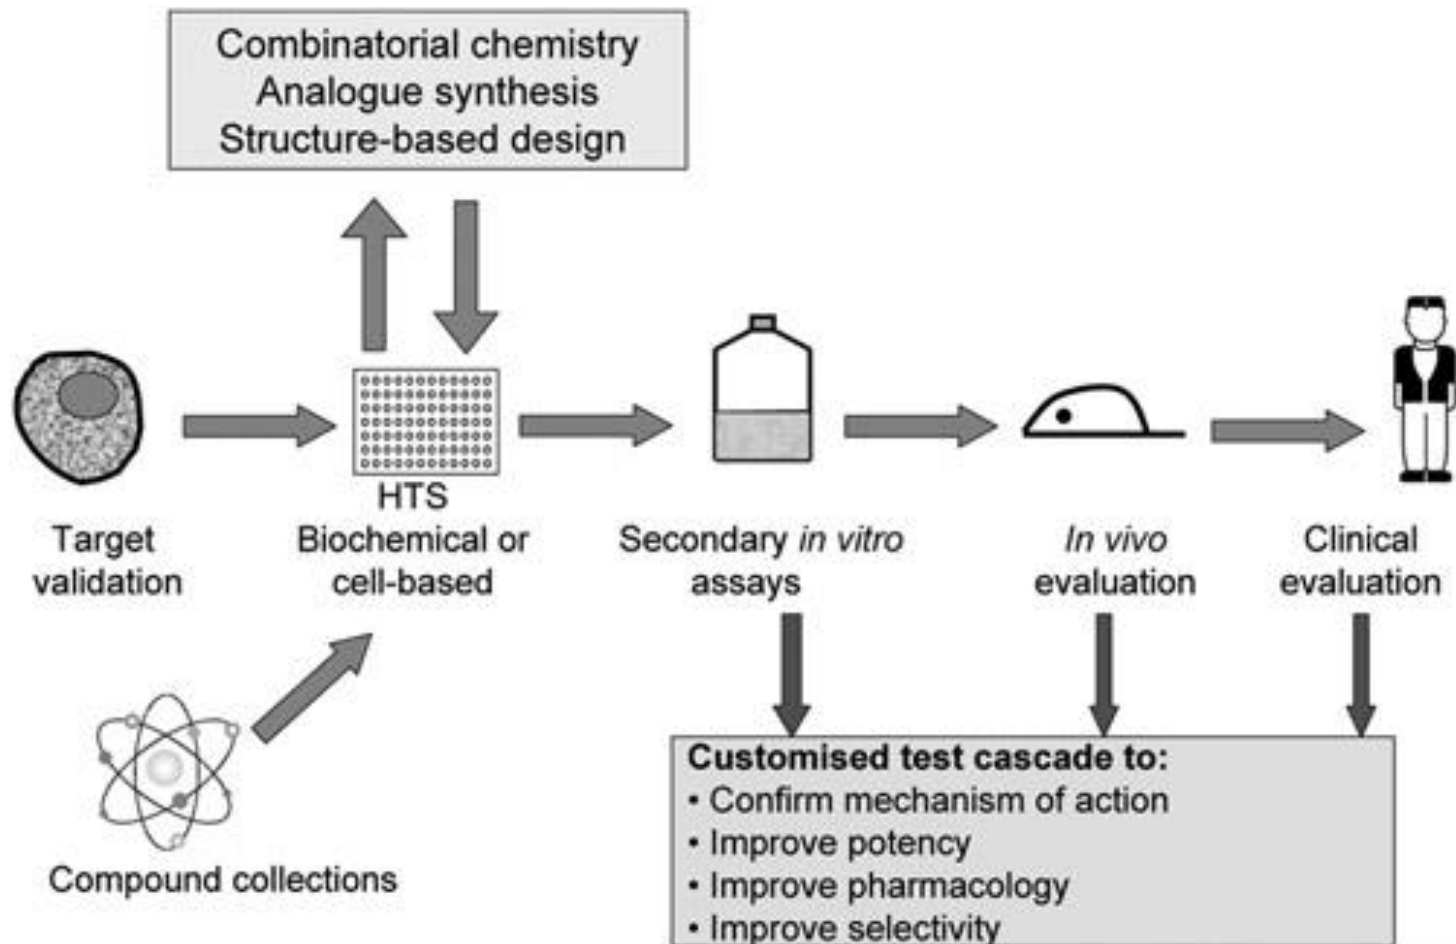 Combinatorial chemistry
Analogue synthesis
Structure-based design
HTS
Target
validation
Biochemical or
cell-based
Secondary in vitro
assays
In vivo
evaluation
Clinical
evaluation
Compound collections
Customised test cascade to:
• Confirm mechanism of action
• Improve potency
• Improve pharmacology
• Improve selectivity